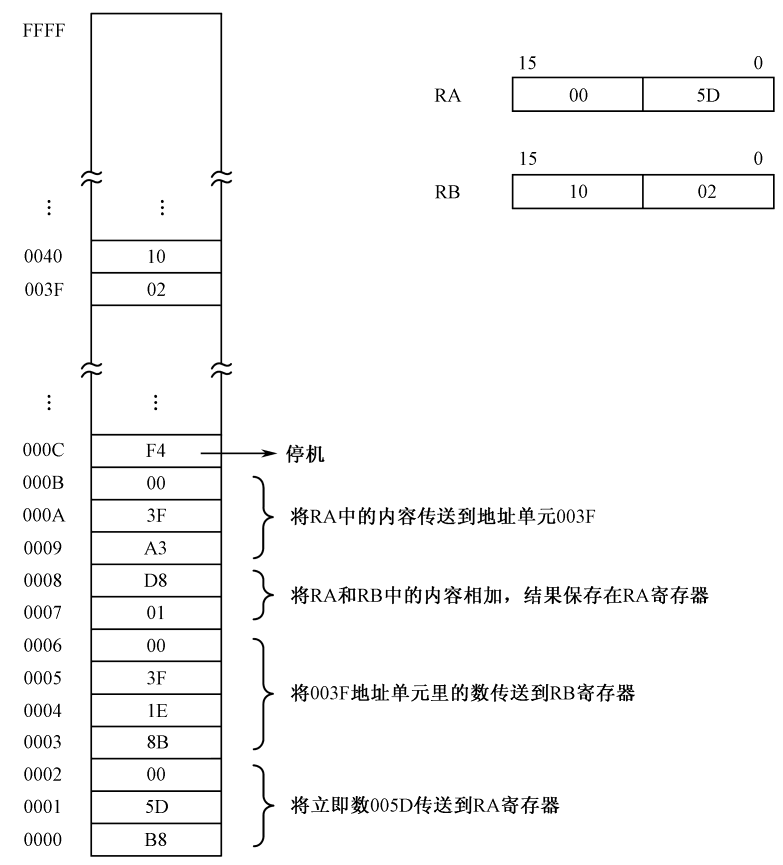 FFFF
15 0
RA 00 5D
15 0
RB 10 02
⋮ ⋮
0040 10
003F 02
⋮ ⋮
000C F4 停机
000B 00
000A 3F 将RA中的内容传送到地址单元003F
0009 A3
0008 D8
将RA和RB中的内容相加，结果保存在RA寄存器
0007 01
0006 00
0005 3F
将003F地址单元里的数传送到RB寄存器
0004 1E
0003 8B
0002 00
0001 5D 将立即数005D传送到RA寄存器
0000 B8